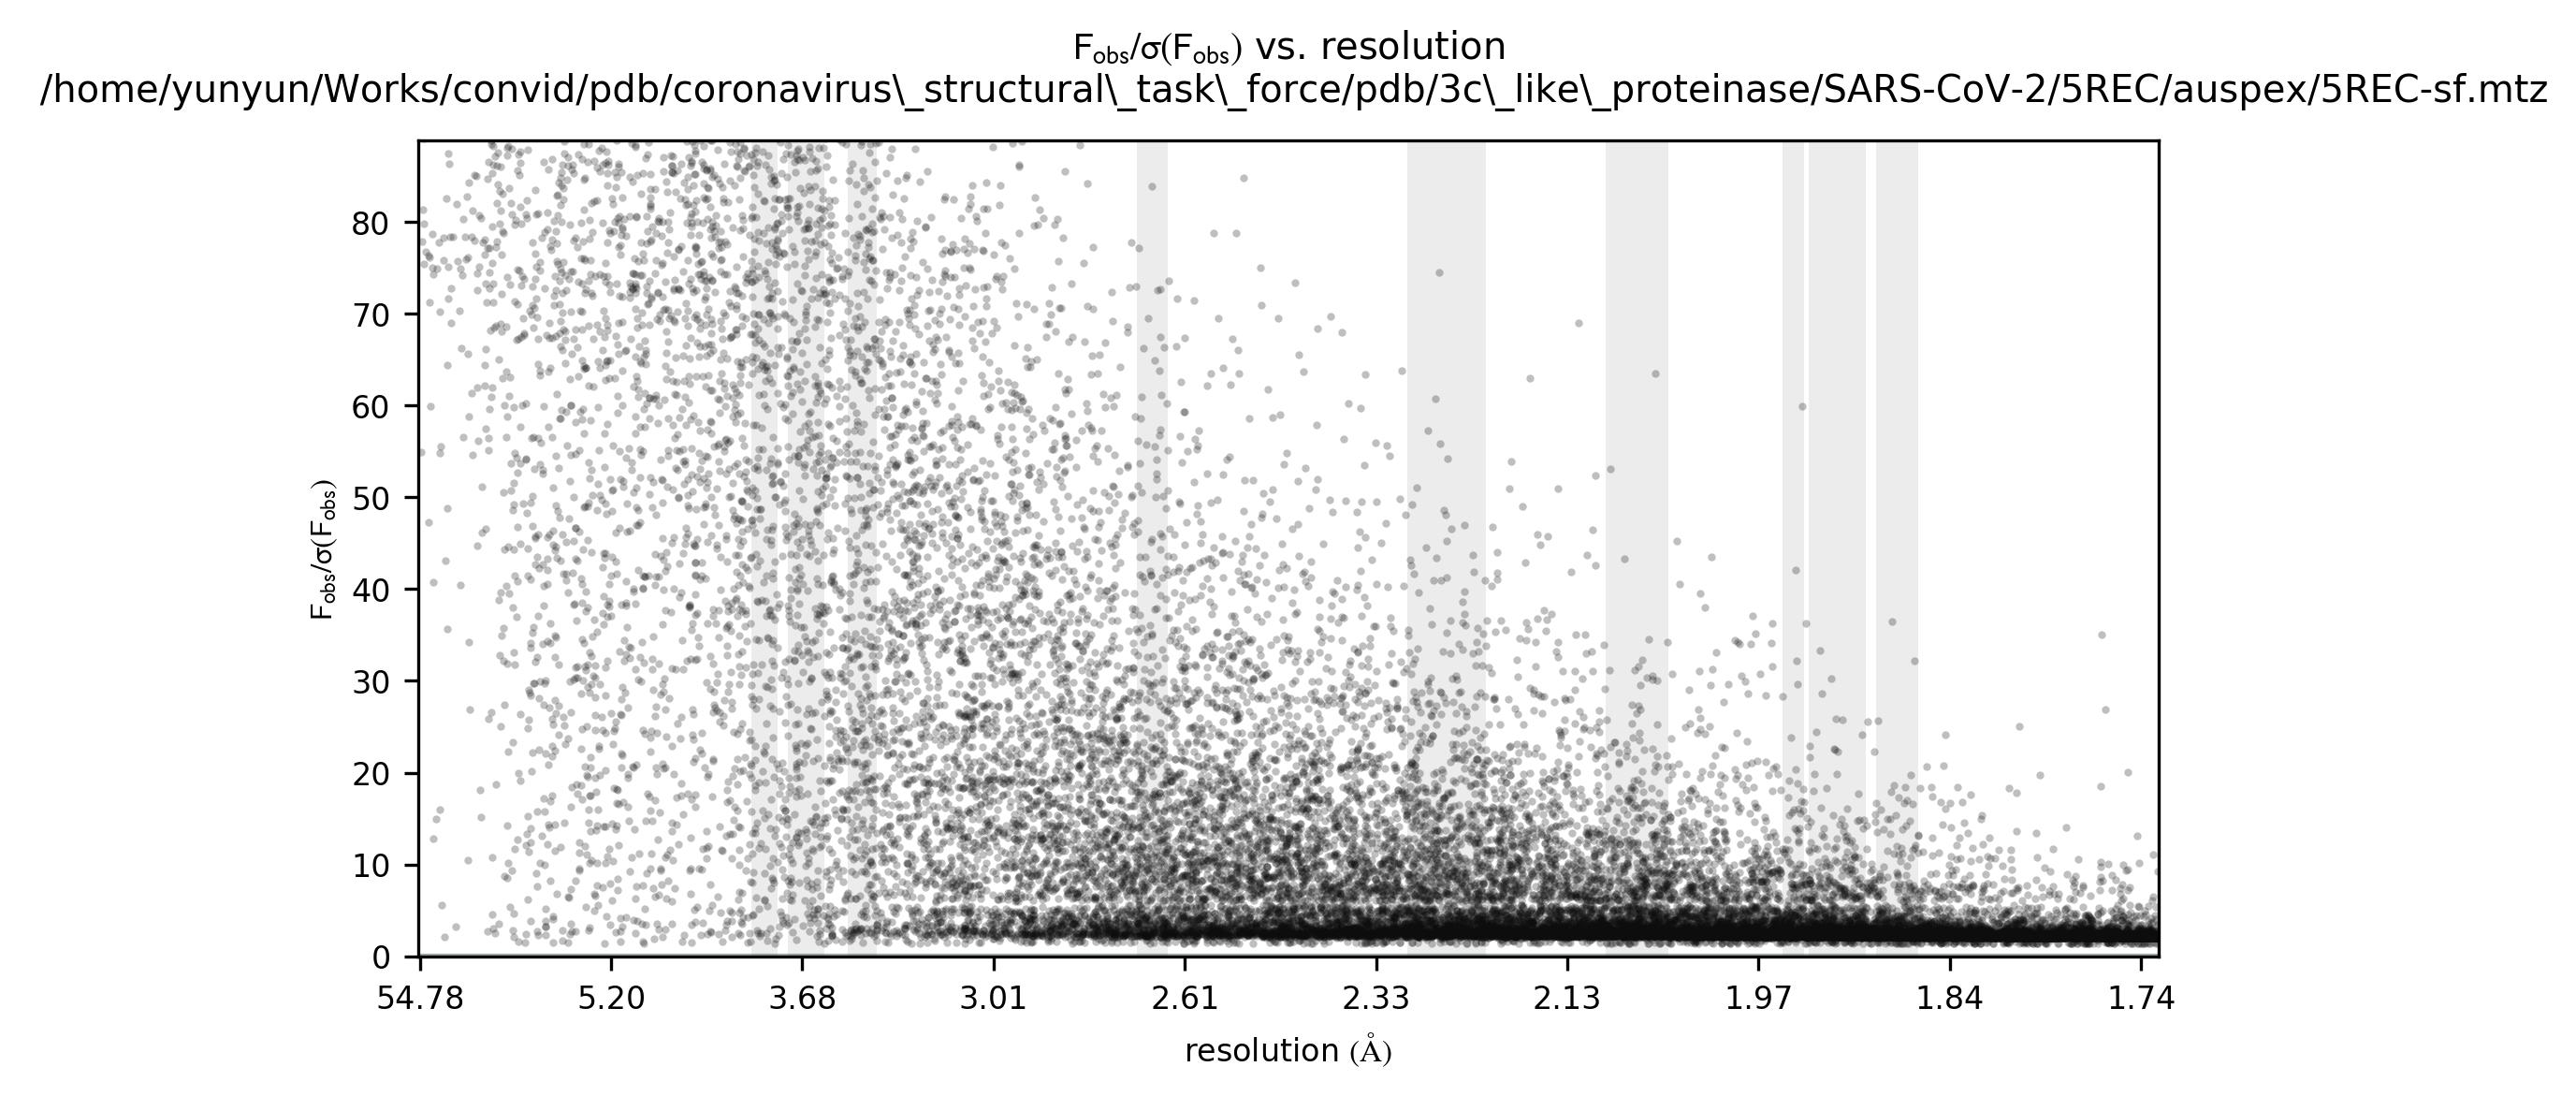 Fobs/σ(Fobs) vs. resolution
/home/yunyun/Works/convid/pdb/coronavirus\_structural\_task\_force/pdb/3c\_like\_proteinase/SARS-CoV-2/5REC/auspex/5REC-sf.mtz
Fobs/σ(Fobs)
80
70
60
50
40
30
20
10
0
54.78 5.20 3.68 3.01 2.61 2.33 2.13 1.97 1.84 1.74
resolution (Å)